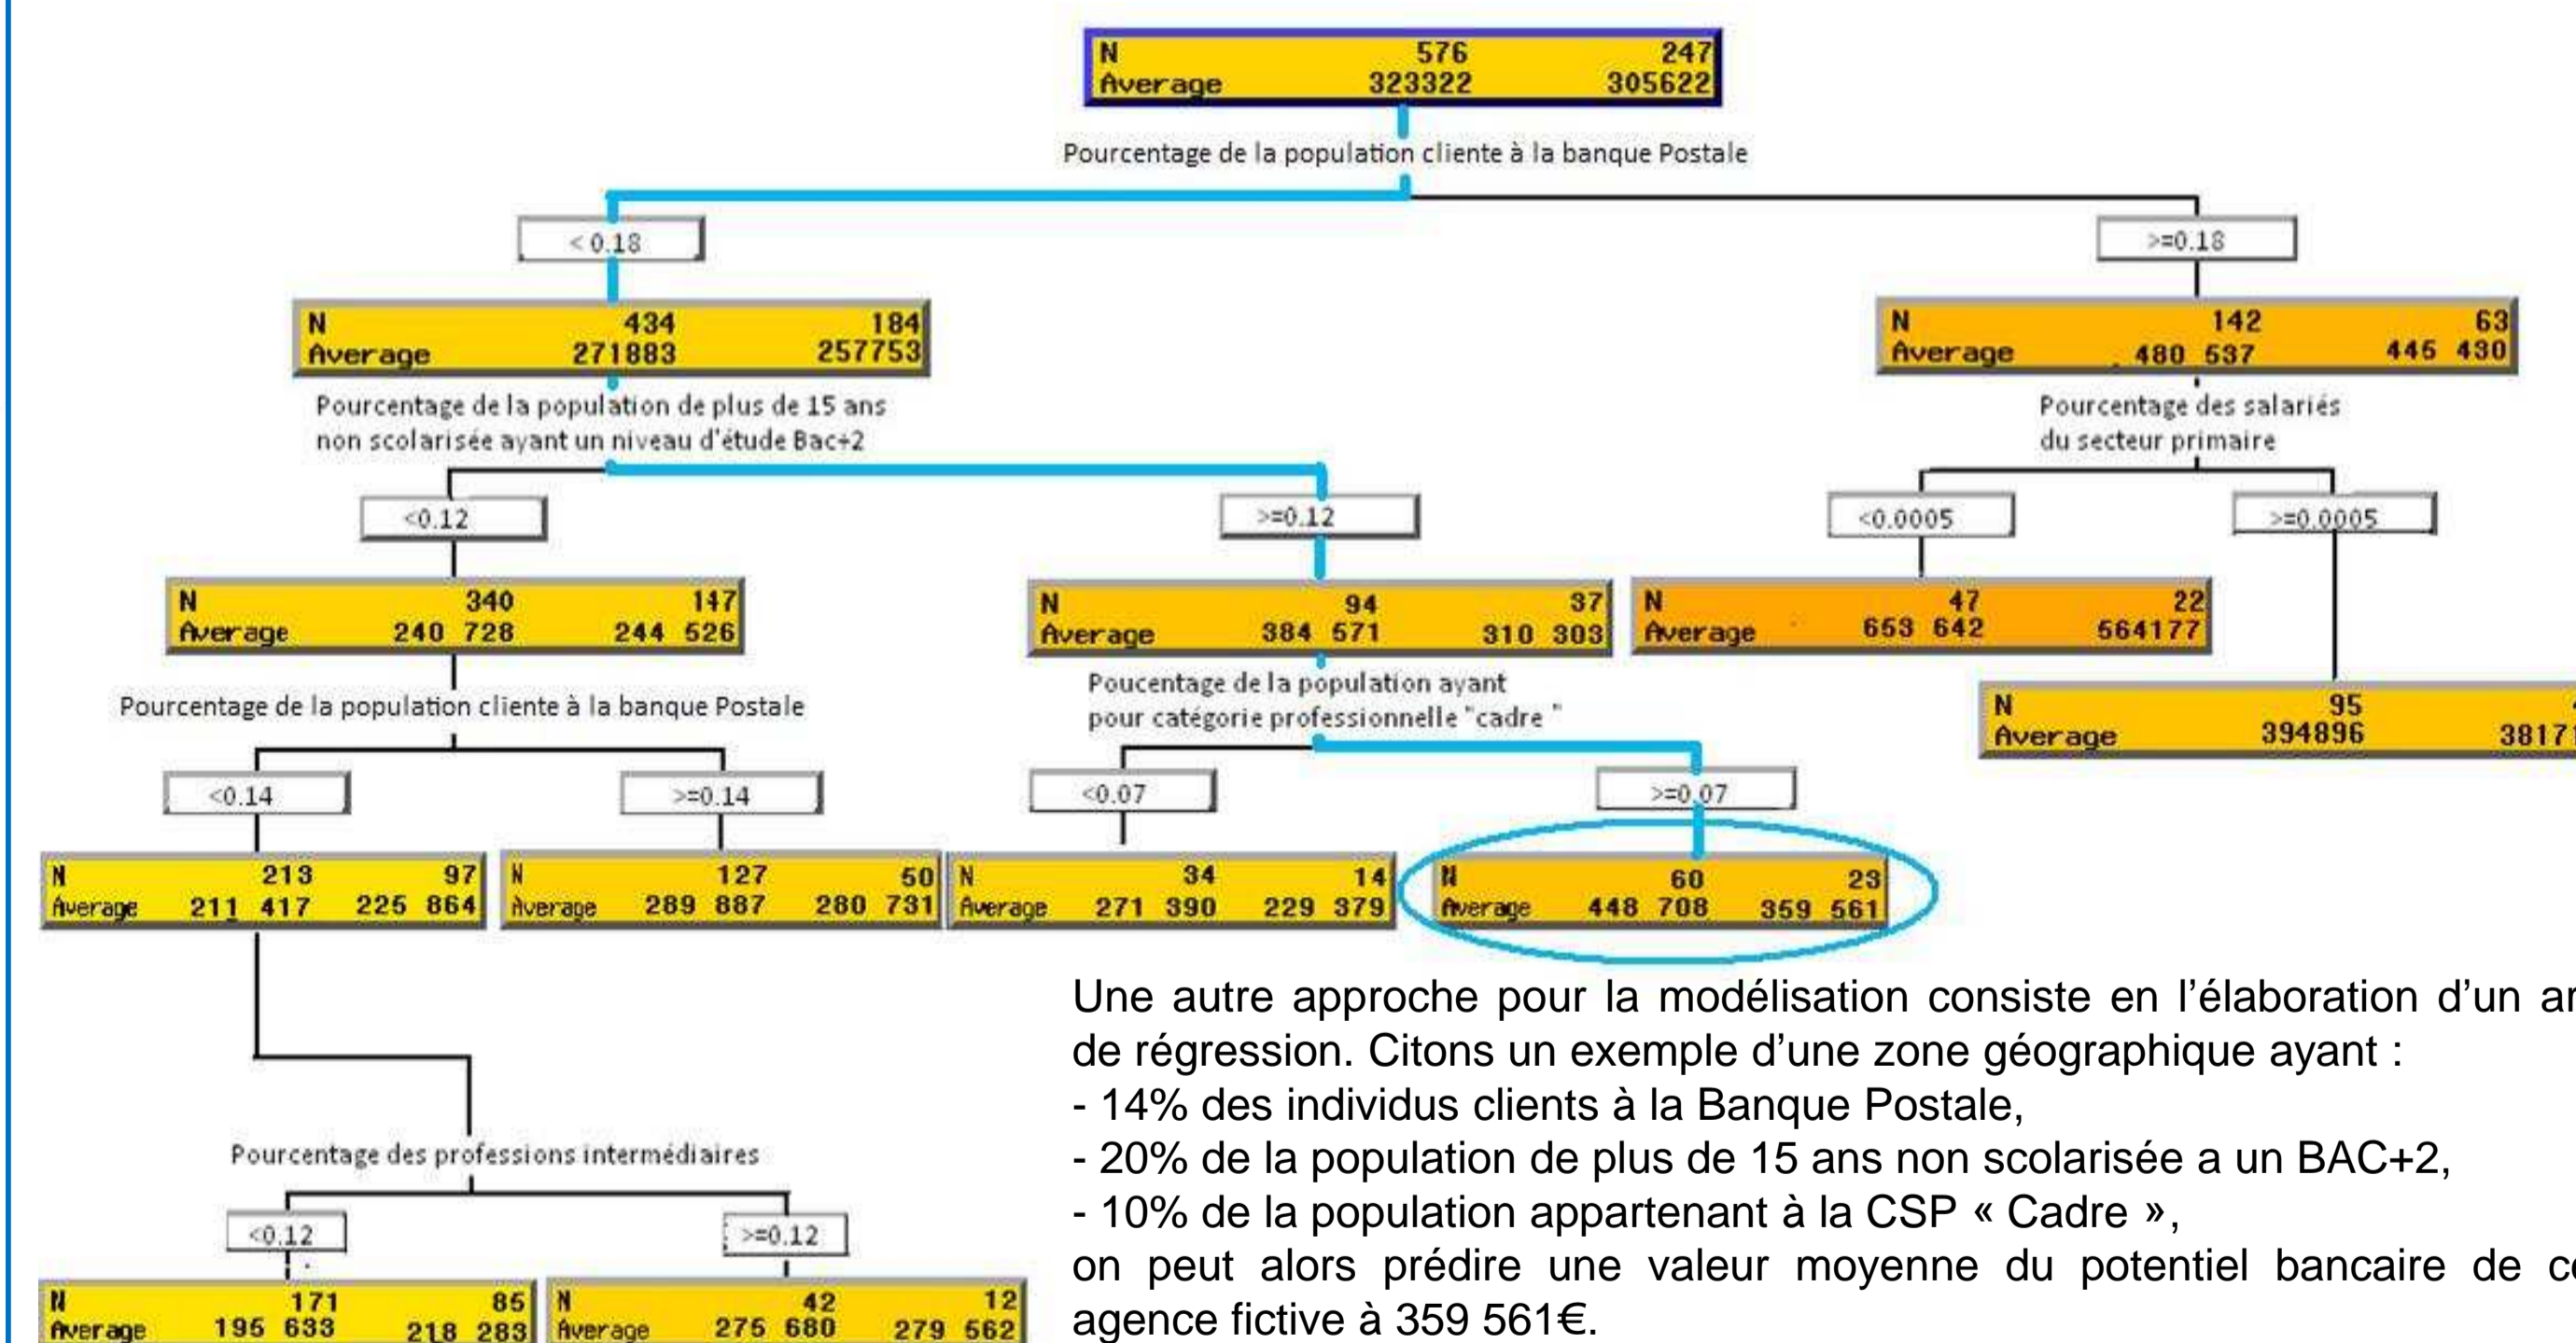 N 576 247
Average 323322 305622
Pourcentage de la population cliente à la banque Postale
< 0.18
>=0.18
N 434 184
Average 271883 257753
N 142 63
Average 480 537 445 430
Pourcentage de la population de plus de 15 ans
non scolarisée ayant un niveau d'étude Bac+2
Pourcentage des salariés
du secteur primaire
<0.12
>=0.12
<0.0005
>=0.0005
N 340 147
Average 240 728 244 526
N 94 37
Average 384 571 310 303
N 47 22
Average 653 642 564177
N 95
Average 394896
Pourcentage de la population cliente à la banque Postale
Poucentage de la population ayant
pour catégorie professionnelle "cadre "
<0.14
>=0.14
<0.07
>=0.07
N 213 97
Average 211 417 225 864
N 127 50
Average 289 887 280 731
N 34 14
Average 271 390 229 379
N 60 23
Average 448 708 359 561
Pourcentage des professions intermédiaires
<0.12
>=0.12
N 171 85
Average 195 633 218 283
N 42 12
Average 275 680 279 562
Une autre approche pour la modélisation consiste en l'élaboration d'un
de régression. Citons un exemple d'une zone géographique ayant :
- 14% des individus clients à la Banque Postale,
- 20% de la population de plus de 15 ans non scolarisée a un BAC+2,
- 10% de la population appartenant à la CSP « Cadre »,
on peut alors prédire une valeur moyenne du potentiel bancaire de
agence fictive à 359 561€.